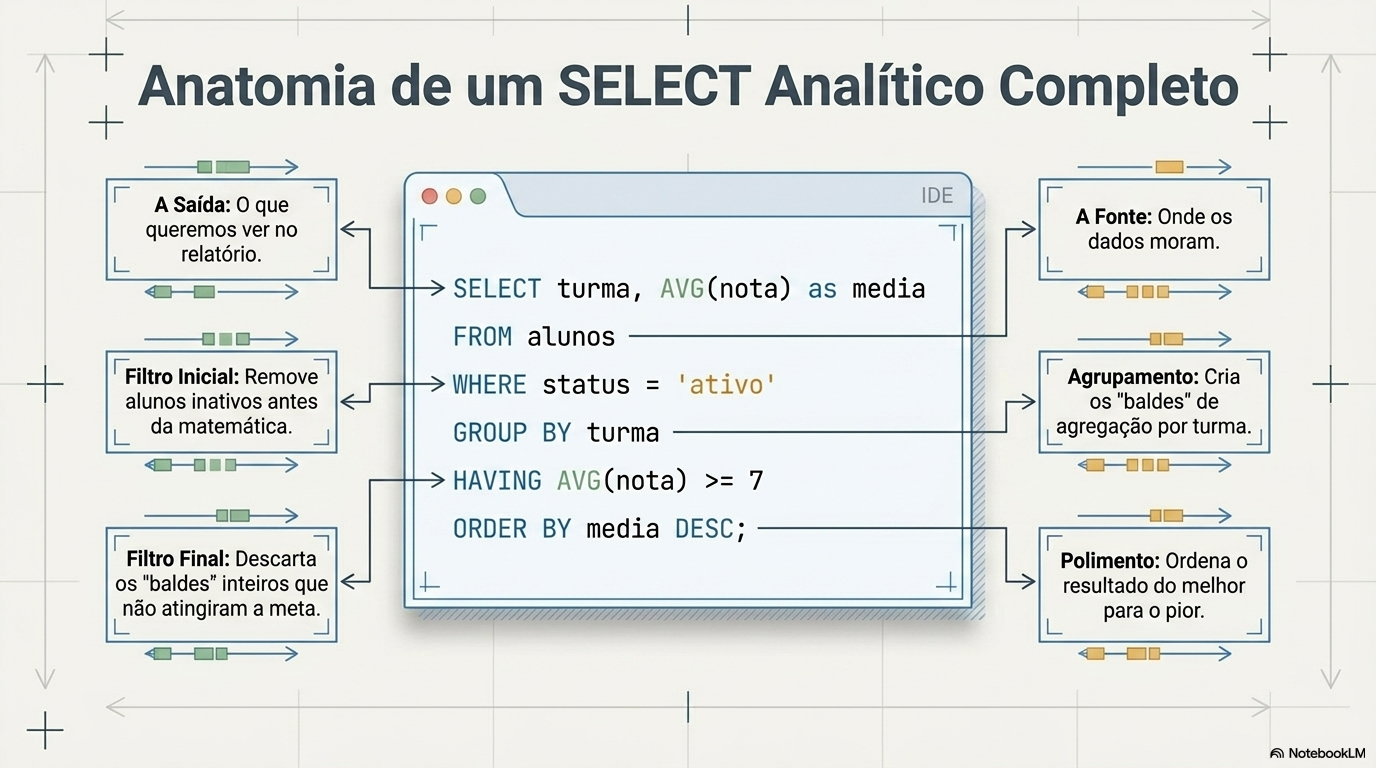 Anatomia de um SELECT Analítico Completo
A Saída: O que
queremos ver no
relatório.
Filtro Inicial: Remove
alunos inativos antes
da matemática.
Filtro Final: Descarta
os "baldes" inteiros que
não atingiram a meta.
IDE
SELECT turma, AVG(nota) as media
FROM alunos
WHERE status = 'ativo'
GROUP BY turma
HAVING AVG(nota) >= 7
ORDER BY media DESC;
A Fonte: Onde os
dados moram.
Agrupamento: Cria
os "baldes" de
agregação por turma.
Polimento: Ordena o
resultado do melhor
para o pior.
NotebookLM